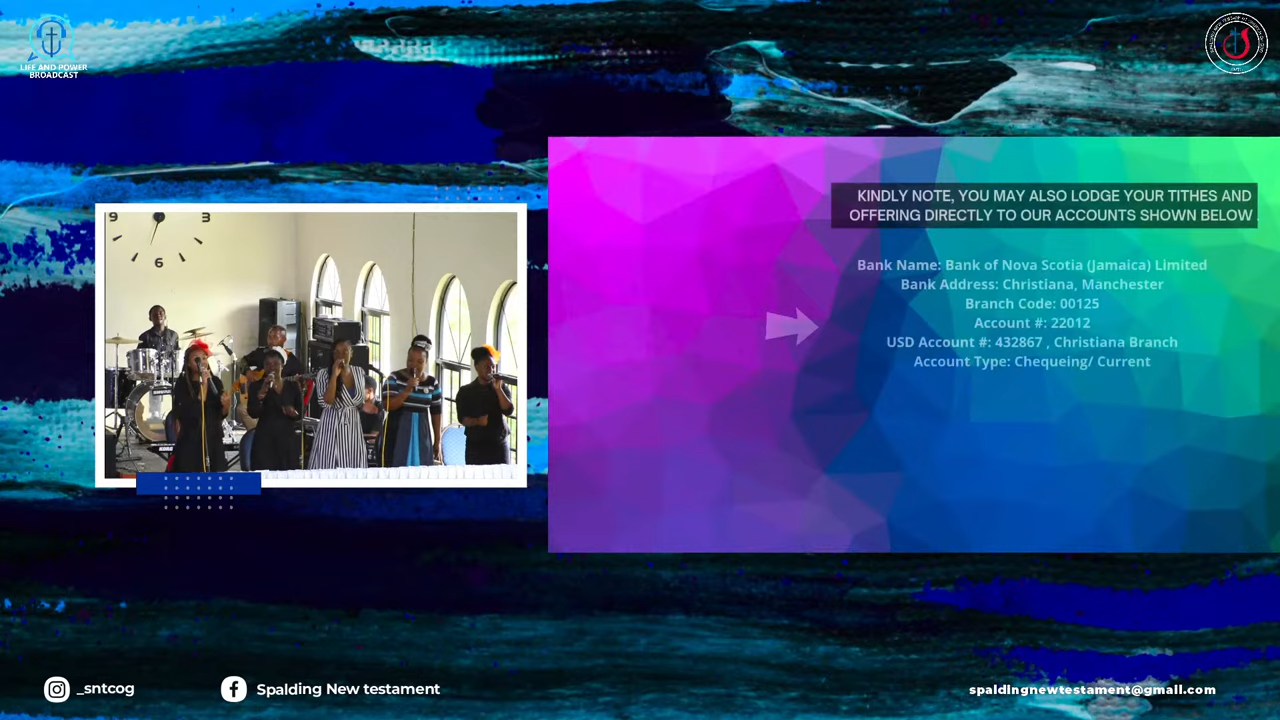 LIFE AND POWER
BROADCAST
9
3
6
KINDLY NOTE, YOU MAY ALSO LODGE YOUR TITHES AND
OFFERING DIRECTLY TO OUR ACCOUNTS SHOWN BELOW
Bank Name: Bank of Nova Scotia (Jamaica) Limited
Bank Address: Christiana, Manchester
Branch Code: 00125
Account #: 22012
USD Account #: 432867 , Christiana Branch
Account Type: Chequeing/ Current
KORG
_sntcog
Spalding New testament
spaldingnewtestament@gmail.com